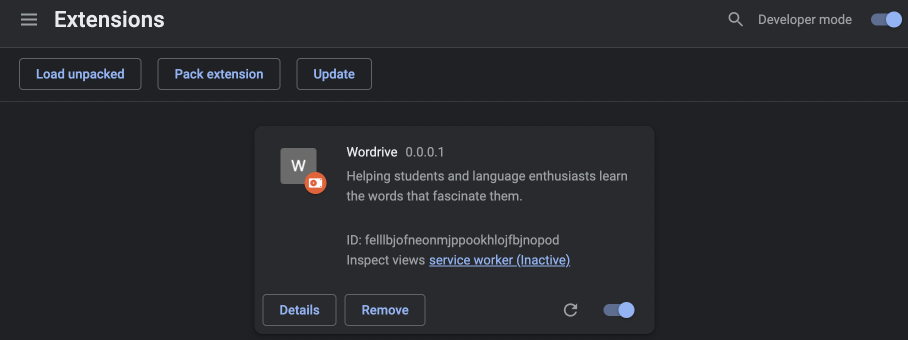 Extensions
Developer mode
Load unpacked
Pack extension
Update
W
Wordrive 0.0.0.1
Helping students and language enthusiasts learn
the words that fascinate them.
ID: felllbjofneonmjppookhlojfbjnopod
Inspect views service worker (Inactive)
Details
Remove